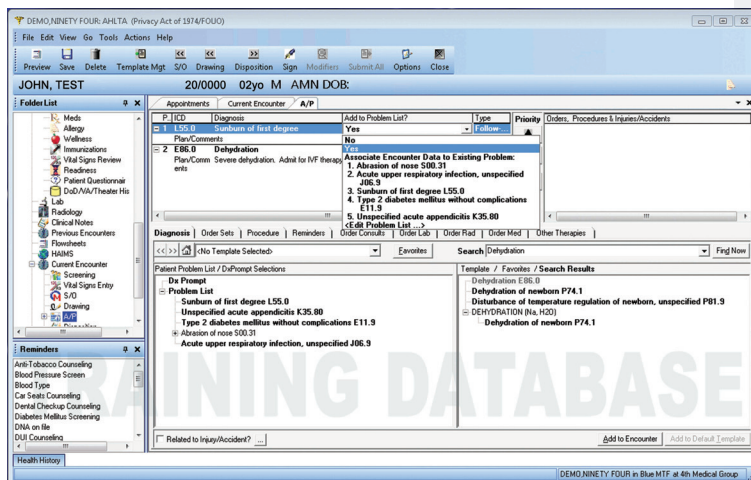 DEMO,NINETY FOUR: AHLTA (Privacy Act of 1974/FOUO)
File Edit View Go Tools Actions Help
Preview Save Delete Template Mgt S/O Drawing Disposition Sign Modifiers Submit All Options Close
JOHN, TEST 20/0000 02yo M AMN DOB:
Folder List
Meds
Allergy
Wellness
Immunizations
Vital Signs Review
Readiness
Patient Questionnair
DoD/VA/Theater His
Lab
Radiology
Clinical Notes
Previous Encounters
Flowsheets
HAIMS
Current Encounter
Screening
Vital Signs Entry
S/O
Drawing
A/P
Reminders
Anti-Tobacco Counseling
Blood Pressure Screen
Blood Type
Car Seats Counseling
Dental Checkup Counseling
Diabetes Mellitus Screening
DNA on file
DUI Counseling
Health History
Appointments Current Encounter A/P
P... ICD Diagnosis Add to Problem List? Type Priority Orders, Procedures & Injuries/Accidents
1 L55.0 Sunburn of first degree Yes Follow-...
Plan/Comments
2 E86.0 Dehydration
Plan/Comm Severe dehydration. Admit for IVF therapy
ents
No
Yes
Associate Encounter Data to Existing Problem:
1. Abrasion of nose S00.31
2. Acute upper respiratory infection, unspecified
J06.9
3. Sunburn of first degree L55.0
4. Type 2 diabetes mellitus without complications
E11.9
5. Unspecified acute appendicitis K35.80
<Edit Problem List ...>
Diagnosis Order Sets Procedure Reminders Order Consults Order Lab Order Rad Order Med Other Therapies
<< >> <No Template Selected> Favorites Search Dehydration Find Now
Patient Problem List / DxPrompt Selections
Dx Prompt
Problem List
Sunburn of first degree L55.0
Unspecified acute appendicitis K35.80
Type 2 diabetes mellitus without complications E11.9
Abrasion of nose S00.31
Acute upper respiratory infection, unspecified J06.9
Template / Favorites / Search Results
Dehydration E86.0
Dehydration of newborn P74.1
Disturbance of temperature regulation of newborn, unspecified P81.9
DEHYDRATION (Na, H20)
Dehydration of newborn P74.1
TRAINING DATABASE
Related to Injury/Accident? ...
Add to Encounter Add to Default Template
DEMO,NINETY FOUR in Blue MTF at 4th Medical Group